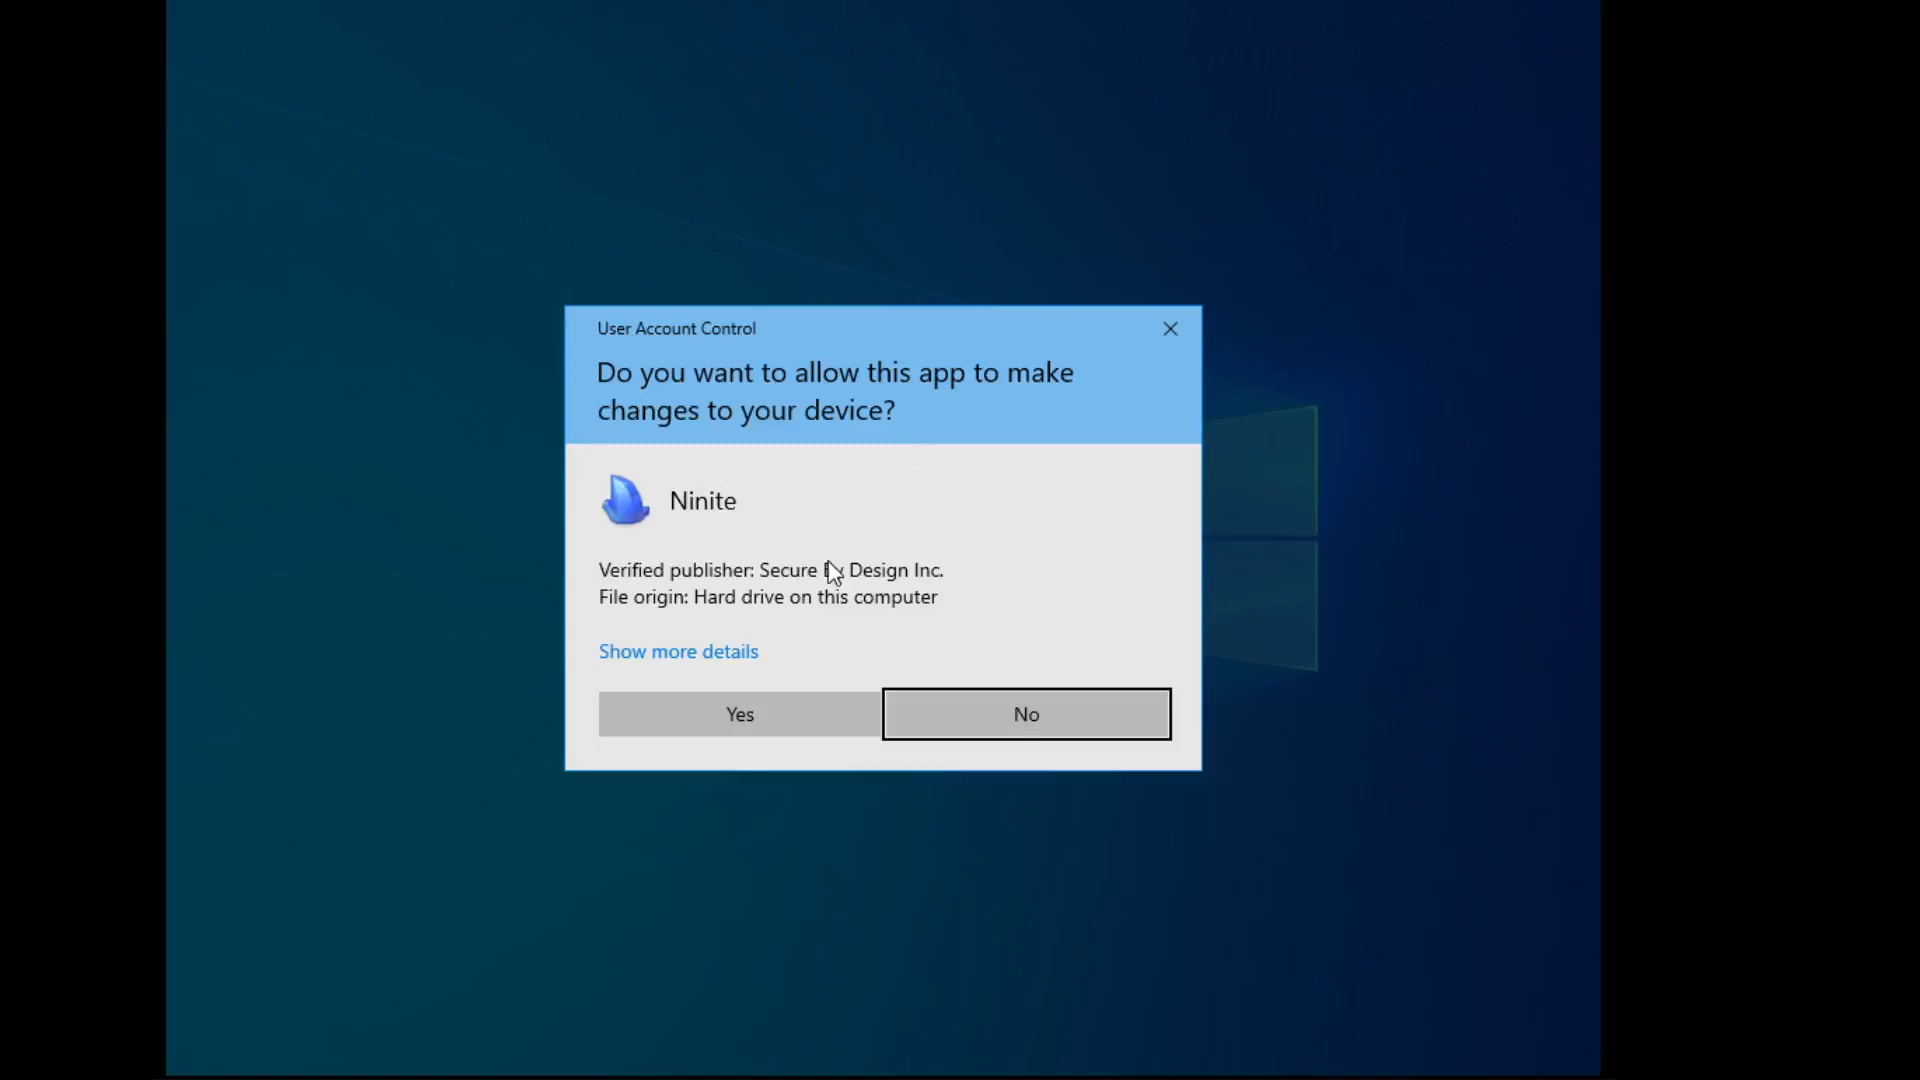 User Account Control
Do you want to allow this app to make
changes to your device?
Ninite
Verified publisher: Secure By Design Inc.
File origin: Hard drive on this computer
Show more details
Yes
No